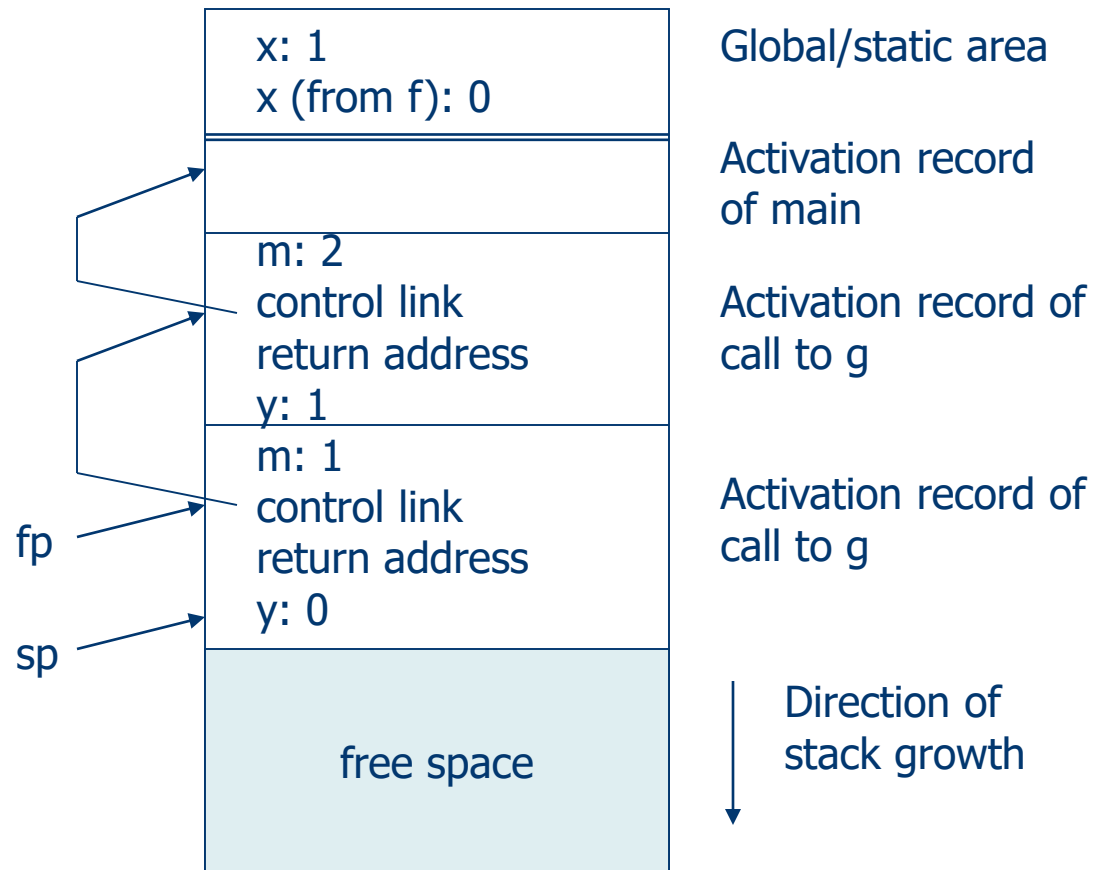 x: 1
x (from f): 0
Global/static area
Activation record
of main
m: 2
control link
return address
y: 1
Activation record of
call to g
m: 1
control link
return address
y: 0
Activation record of
call to g
fp
sp
free space
Direction of
stack growth